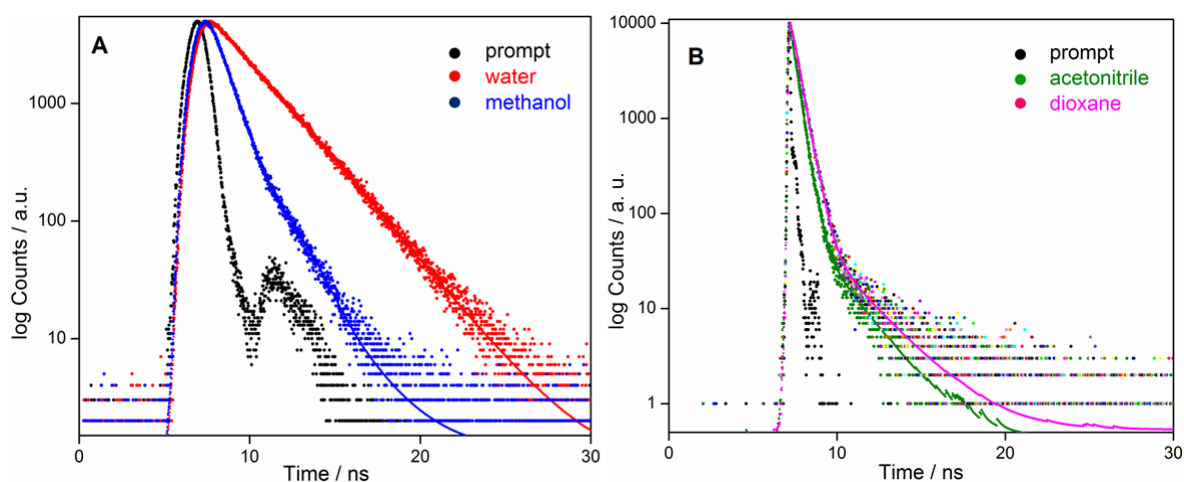 A
prompt
water
methanol
1000
100
10
log Counts / a.u.
0
10
20
30
Time / ns
B
prompt
acetonitrile
dioxane
10000
1000
100
10
1
log Counts / a. u.
0
10
20
30
Time / ns